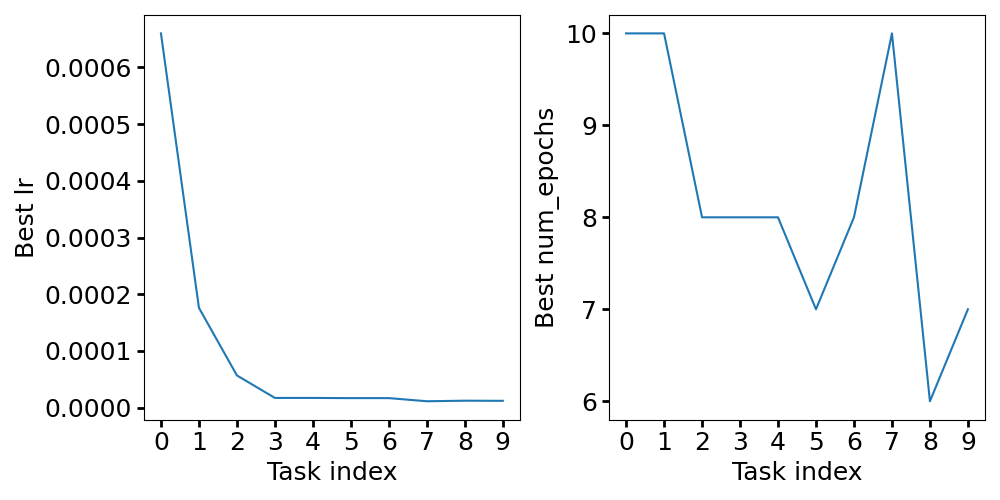 Best lr
0.0006
0.0005
0.0004
0.0003
0.0002
0.0001
0.0000
0 1 2 3 4 5 6 7 8 9
Task index
Best num_epochs
10
9
8
7
6
0 1 2 3 4 5 6 7 8 9
Task index